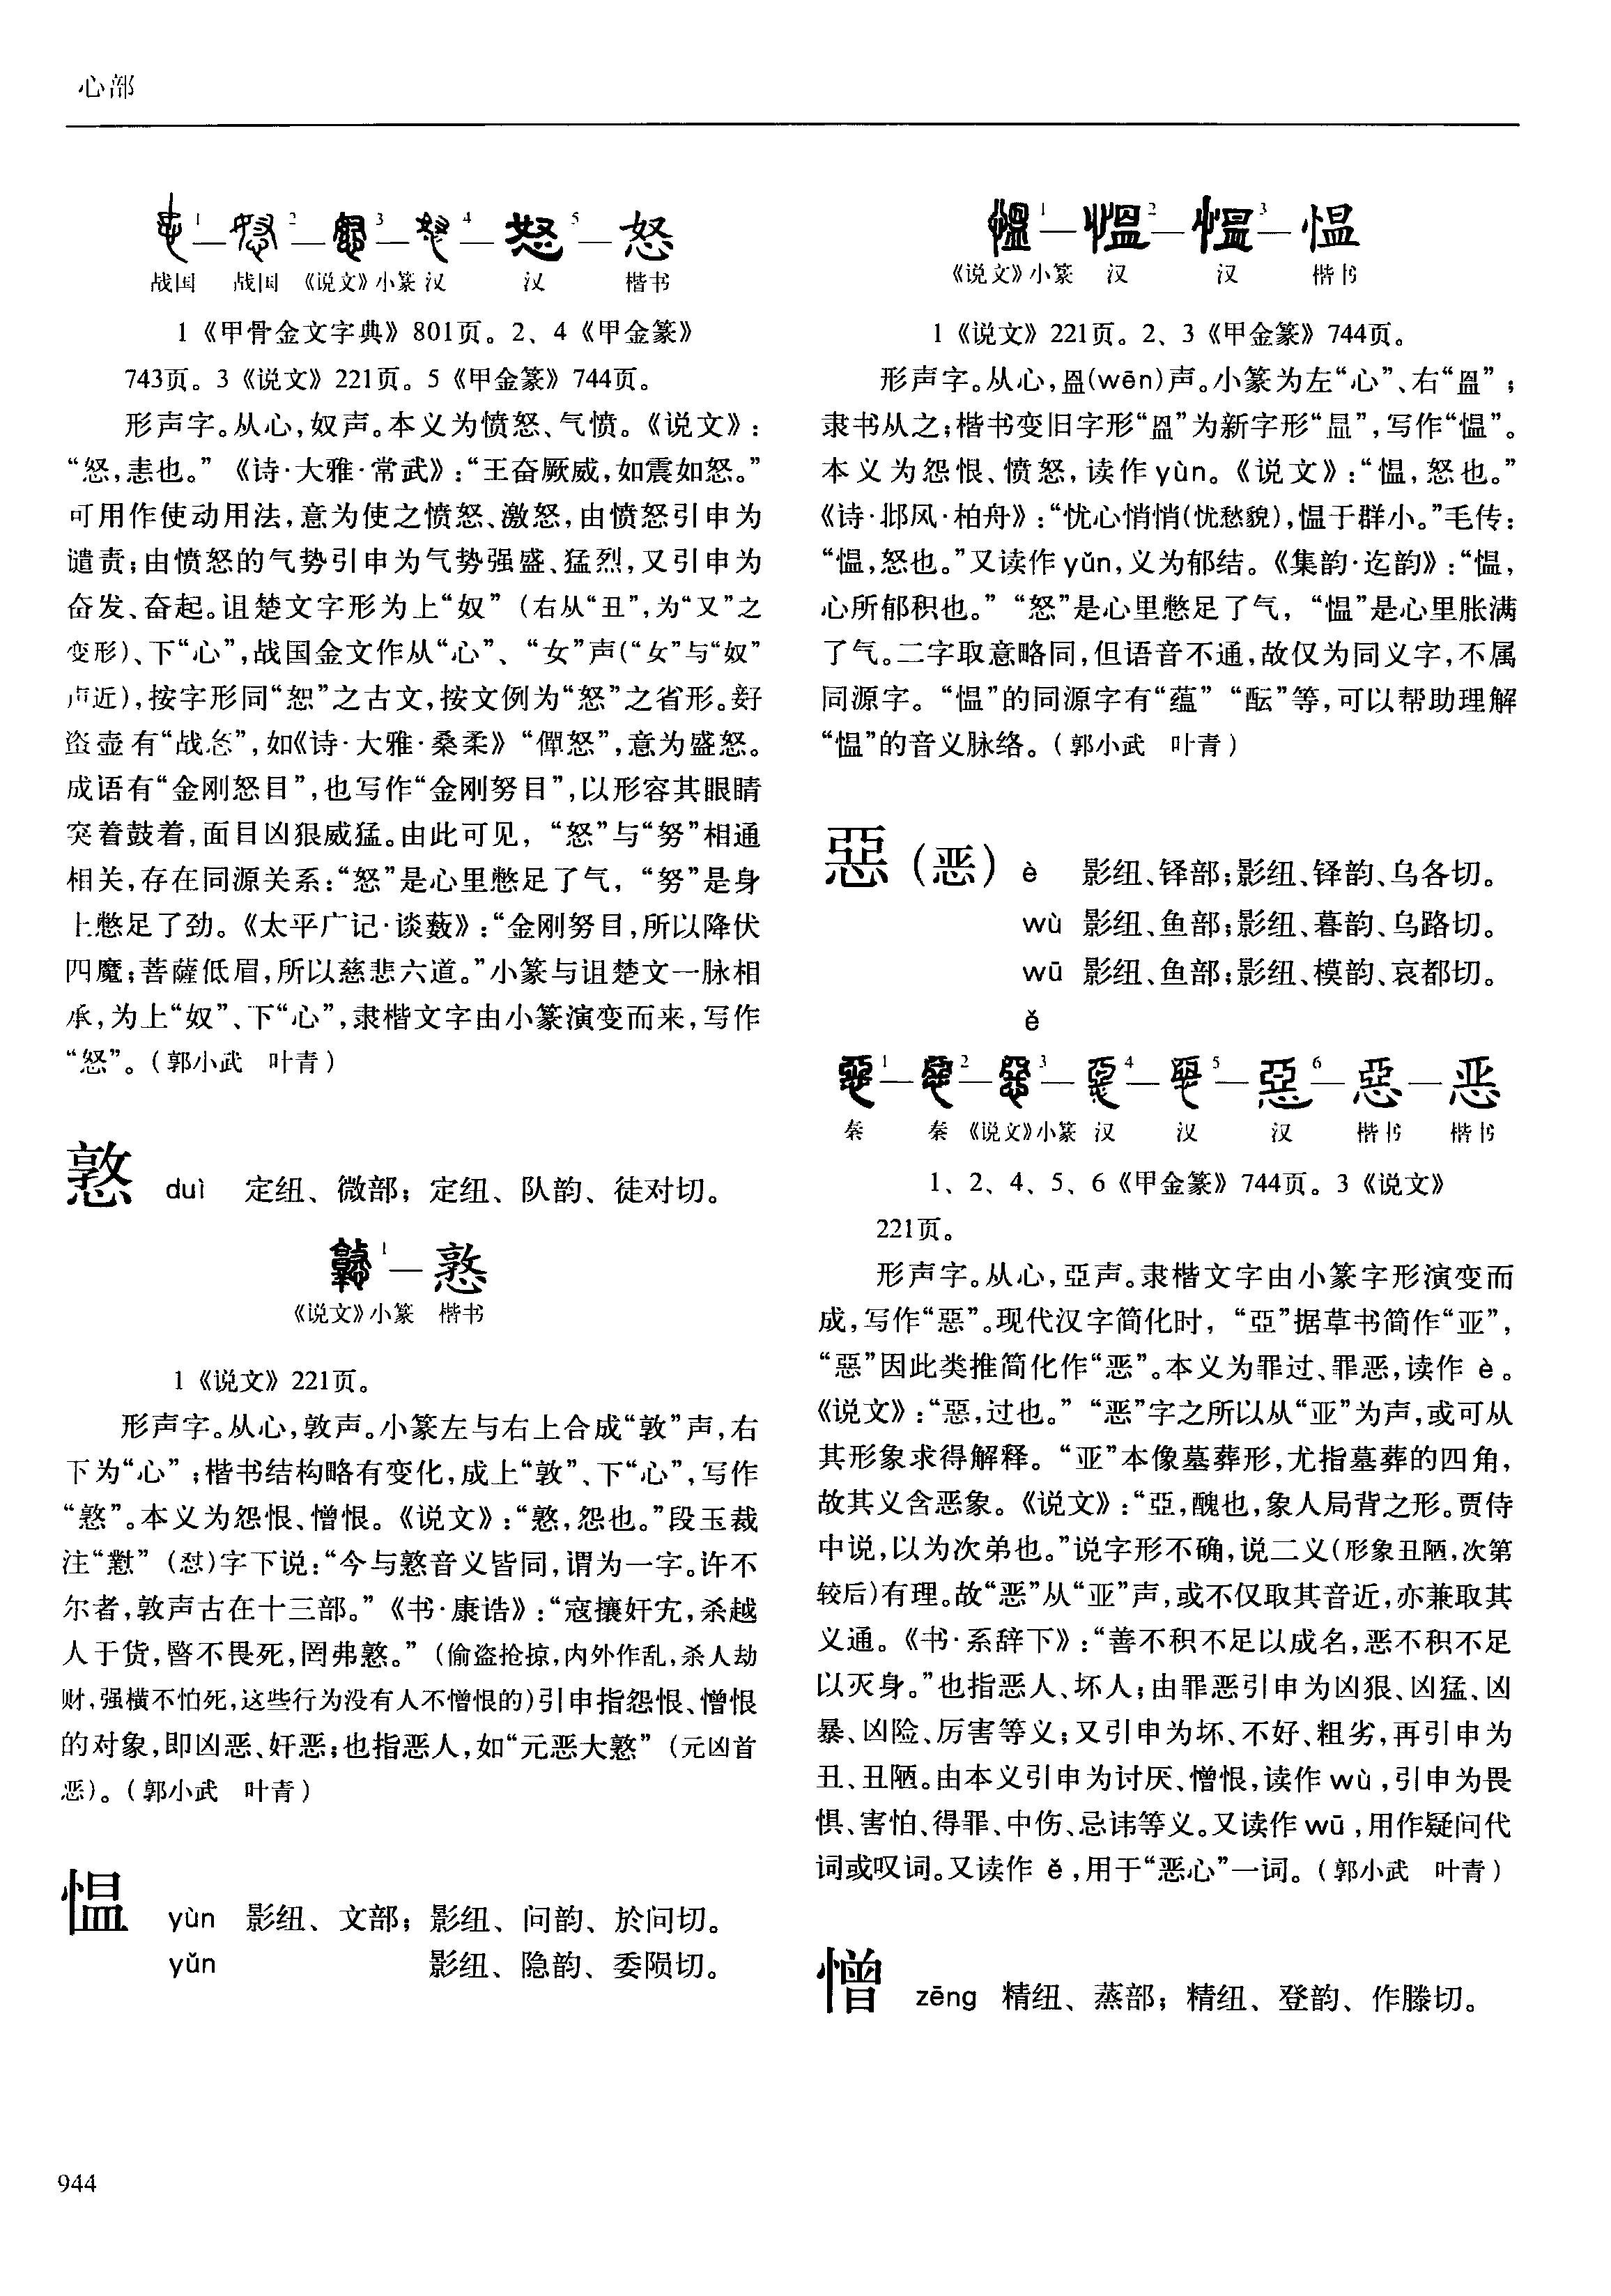 心部
1—2—3—4—5—怒
战国 战国 《说文》小篆 汉 汉 楷书
1《甲骨金文字典》801页。2、4《甲金篆》
743页。3《说文》221页。5《甲金篆》744页。
形声字。从心，奴声。本义为愤怒、气愤。《说文》：
“怒，恚也。”《诗·大雅·常武》：“王奋厥威，如震如怒。”
可用作使动用法，意为使之愤怒、激怒，由愤怒引申为
谴责；由愤怒的气势引申为气势强盛、猛烈，又引申为
奋发、奋起。诅楚文字形为上“奴”（右从“丑”，为“又”之
变形）、下“心”，战国金文作从“心”、“女”声（“女”与“奴”
声近），按字形同“恕”之古文，按文例为“怒”之省形。𡚱
盗壶有“战㤅”，如《诗·大雅·桑柔》“僤怒”，意为盛怒。
成语有“金刚怒目”，也写作“金刚努目”，以形容其眼睛
突着鼓着，面目凶狠威猛。由此可见，“怒”与“努”相通
相关，存在同源关系：“怒”是心里憋足了气，“努”是身
上憋足了劲。《太平广记·谈薮》：“金刚努目，所以降伏
四魔；菩薩低眉，所以慈悲六道。”小篆与诅楚文一脉相
承，为上“奴”、下“心”，隶楷文字由小篆演变而来，写作
“怒”。（郭小武 叶青）
憝 duì 定纽、微部；定纽、队韵、徒对切。
1—憝
《说文》小篆 楷书
1《说文》221页。
形声字。从心，敦声。小篆左与右上合成“敦”声，右
下为“心”；楷书结构略有变化，成上“敦”、下“心”，写作
“憝”。本义为怨恨、憎恨。《说文》：“憝，怨也。”段玉裁
注“懟”（怼）字下说：“今与憝音义皆同，谓为一字。许不
尔者，敦声古在十三部。”《书·康诰》：“寇攘奸宄，杀越
人于货，暋不畏死，罔弗憝。”（偷盗抢掠，内外作乱，杀人劫
财，强横不怕死，这些行为没有人不憎恨的）引申指怨恨、憎恨
的对象，即凶恶、奸恶；也指恶人，如“元恶大憝”（元凶首
恶）。（郭小武 叶青）
愠 yùn 影纽、文部；影纽、问韵、於问切。
yǔn 影纽、隐韵、委陨切。
1—2—3—愠
《说文》小篆 汉 汉 楷书
1《说文》221页。2、3《甲金篆》744页。
形声字。从心，𥁕(wēn)声。小篆为左“心”、右“𥁕”；
隶书从之；楷书变旧字形“𥁕”为新字形“昷”，写作“愠”。
本义为怨恨、愤怒，读作yùn。《说文》：“愠，怒也。”
《诗·邶风·柏舟》：“忧心悄悄（忧愁貌），愠于群小。”毛传：
“愠，怒也。”又读作yǔn，义为郁结。《集韵·迄韵》：“愠，
心所郁积也。”“怒”是心里憋足了气，“愠”是心里胀满
了气。二字取意略同，但语音不通，故仅为同义字，不属
同源字。“愠”的同源字有“蕴”“酝”等，可以帮助理解
“愠”的音义脉络。（郭小武 叶青）
惡（恶） è 影纽、铎部；影纽、铎韵、乌各切。
wù 影纽、鱼部；影纽、暮韵、乌路切。
wū 影纽、鱼部；影纽、模韵、哀都切。
ě
1—2—3—4—5—6—惡—恶
秦 秦 《说文》小篆 汉 汉 汉 楷书 楷书
1、2、4、5、6《甲金篆》744页。3《说文》
221页。
形声字。从心，亞声。隶楷文字由小篆字形演变而
成，写作“惡”。现代汉字简化时，“亞”据草书简作“亚”，
“惡”因此类推简化作“恶”。本义为罪过、罪恶，读作 è。
《说文》：“惡，过也。”“恶”字之所以从“亚”为声，或可从
其形象求得解释。“亚”本像墓葬形，尤指墓葬的四角，
故其义含恶象。《说文》：“亞，醜也，象人局背之形。贾侍
中说，以为次弟也。”说字形不确，说二义（形象丑陋，次第
较后）有理。故“恶”从“亚”声，或不仅取其音近，亦兼取其
义通。《书·系辞下》：“善不积不足以成名，恶不积不足
以灭身。”也指恶人、坏人；由罪恶引申为凶狠、凶猛、凶
暴、凶险、厉害等义；又引申为坏、不好、粗劣，再引申为
丑、丑陋。由本义引申为讨厌、憎恨，读作wù，引申为畏
惧、害怕、得罪、中伤、忌讳等义。又读作wū，用作疑问代
词或叹词。又读作 ě，用于“恶心”一词。（郭小武 叶青）
憎 zēng 精纽、蒸部；精纽、登韵、作滕切。
944